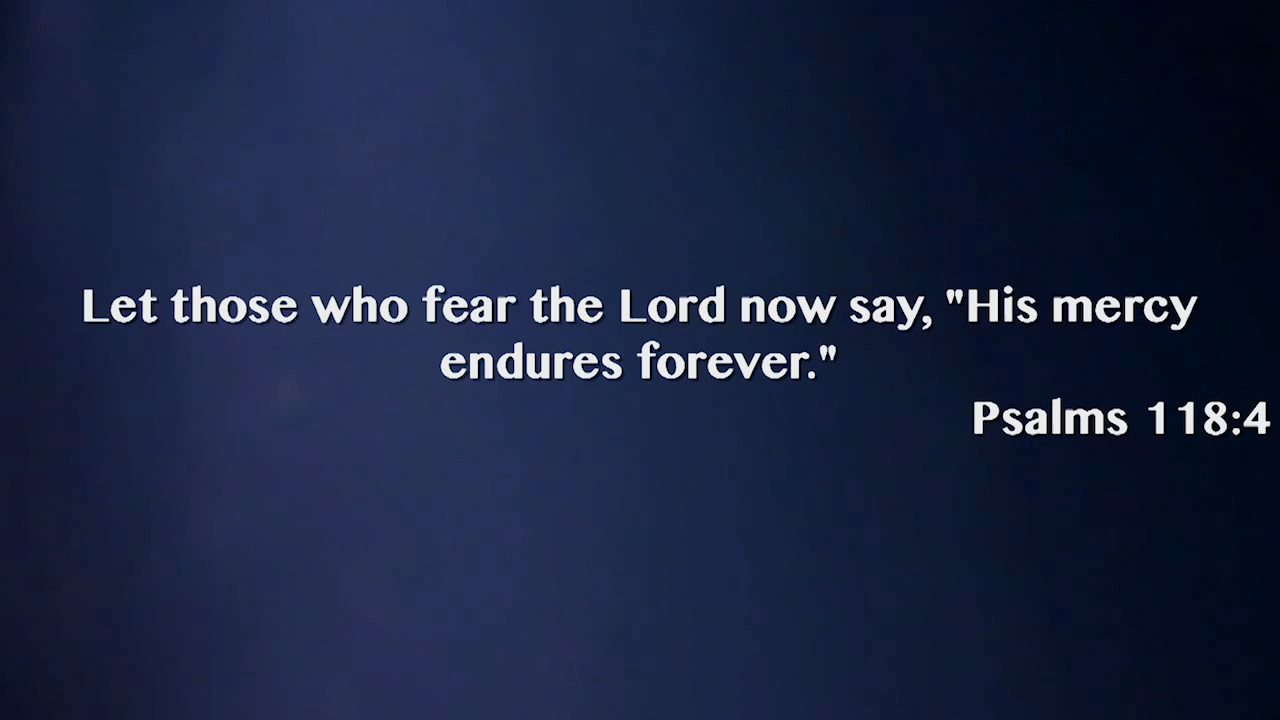 Let those who fear the Lord now say, "His mercy
endures forever."
Psalms 118:4